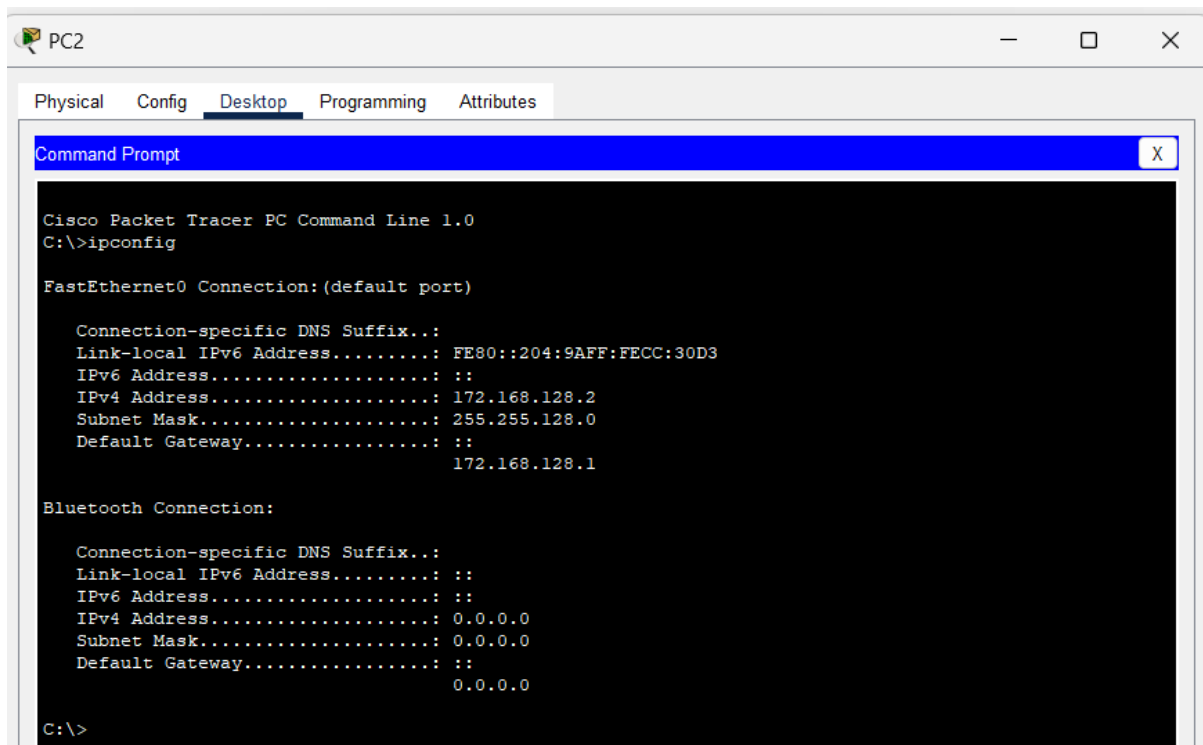 PC2
Physical Config Desktop Programming Attributes
Command Prompt X
Cisco Packet Tracer PC Command Line 1.0
C:\>ipconfig
FastEthernet0 Connection:(default port)
Connection-specific DNS Suffix..:
Link-local IPv6 Address.........: FE80::204:9AFF:FECC:30D3
IPv6 Address....................: ::
IPv4 Address....................: 172.168.128.2
Subnet Mask.....................: 255.255.128.0
Default Gateway.................: ::
172.168.128.1
Bluetooth Connection:
Connection-specific DNS Suffix..:
Link-local IPv6 Address.........: ::
IPv6 Address....................: ::
IPv4 Address....................: 0.0.0.0
Subnet Mask.....................: 0.0.0.0
Default Gateway.................: ::
0.0.0.0
C:\>